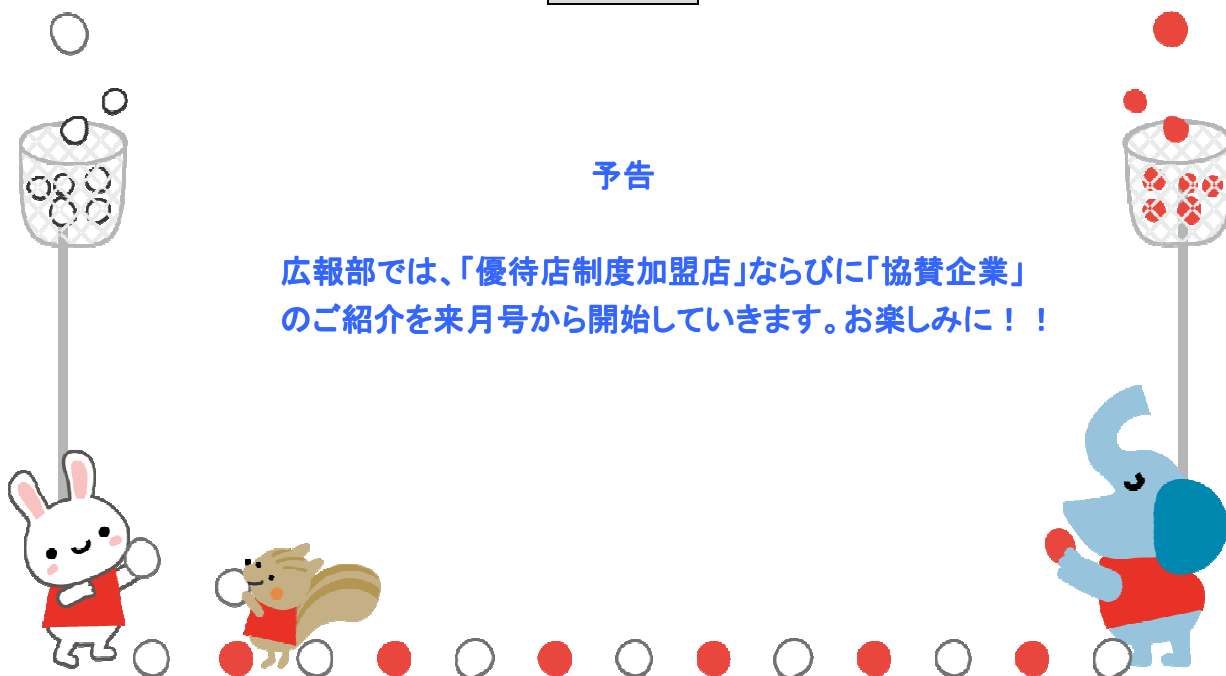 予告
広報部では、「優待店制度加盟店」ならびに「協賛企業」
のご紹介を来月号から開始していきます。お楽しみに！！